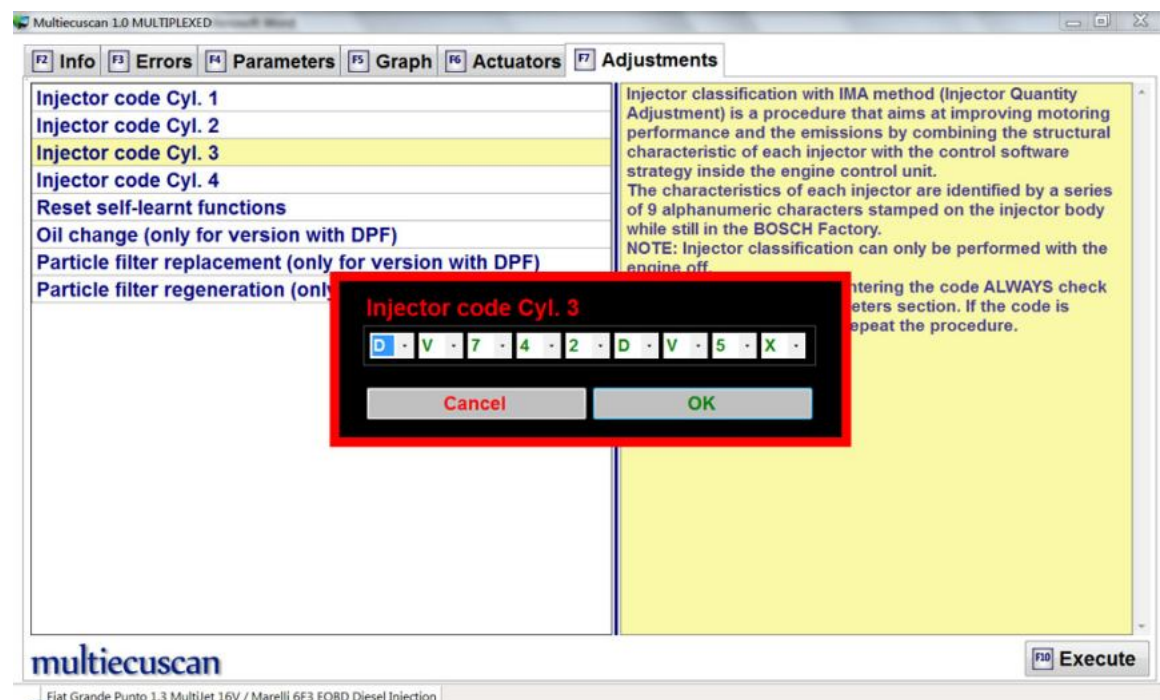 Multiecuscan 1.0 MULTIPLEXED
F2 Info F3 Errors F4 Parameters F5 Graph F6 Actuators F7 Adjustments
Injector code Cyl. 1
Injector code Cyl. 2
Injector code Cyl. 3
Injector code Cyl. 4
Reset self-learnt functions
Oil change (only for version with DPF)
Particle filter replacement (only for version with DPF)
Particle filter regeneration (only
Injector classification with IMA method (Injector Quantity
Adjustment) is a procedure that aims at improving motoring
performance and the emissions by combining the structural
characteristic of each injector with the control software
strategy inside the engine control unit.
The characteristics of each injector are identified by a series
of 9 alphanumeric characters stamped on the injector body
while still in the BOSCH Factory.
NOTE: Injector classification can only be performed with the
engine off.
ntering the code ALWAYS check
eters section. If the code is
epeat the procedure.
Injector code Cyl. 3
D V 7 4 2 D V 5 X
Cancel OK
multiecuscan
F10 Execute
Fiat Grande Punto 1.3 MultiJet 16V / Marelli 6F3 EOBD Diesel Injection